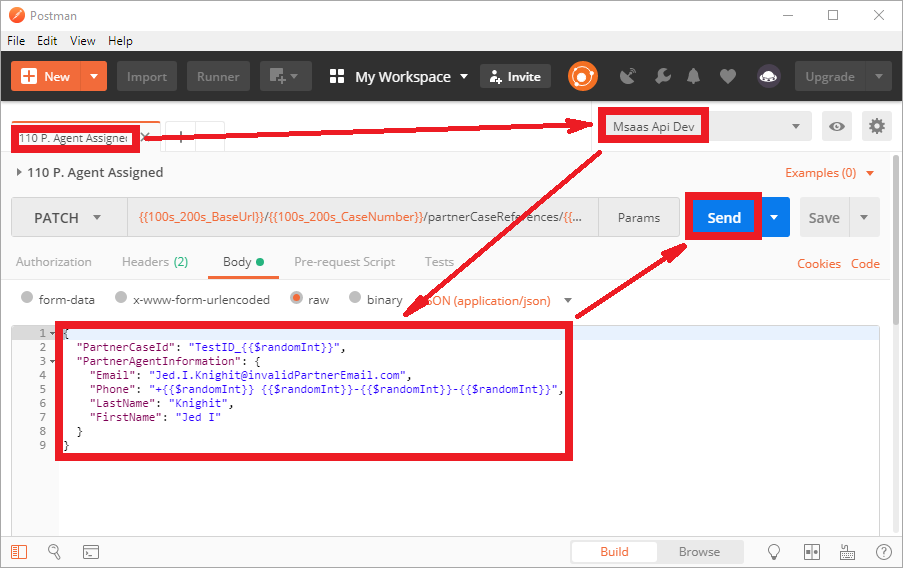 Postman
File Edit View Help
New Import Runner My Workspace Invite Upgrade
110 P. Agent Assigne Msaas Api Dev
110 P. Agent Assigned Examples (0)
PATCH {{100s_200s_BaseUrl}}/{{100s_200s_CaseNumber}}/partnerCaseReferences/{{... Params Send Save
Authorization Headers (2) Body Pre-request Script Tests Cookies Code
form-data x-www-form-urlencoded raw binary SON (application/json)
1 {
2 "PartnerCaseId": "TestID_{{$randomInt}}",
3 "PartnerAgentInformation": {
4 "Email": "Jed.I.Knighit@invalidPartnerEmail.com",
5 "Phone": "+{{$randomInt}} {{$randomInt}}-{{$randomInt}}-{{$randomInt}}",
6 "LastName": "Knighit",
7 "FirstName": "Jed I"
8 }
9 }
Build Browse